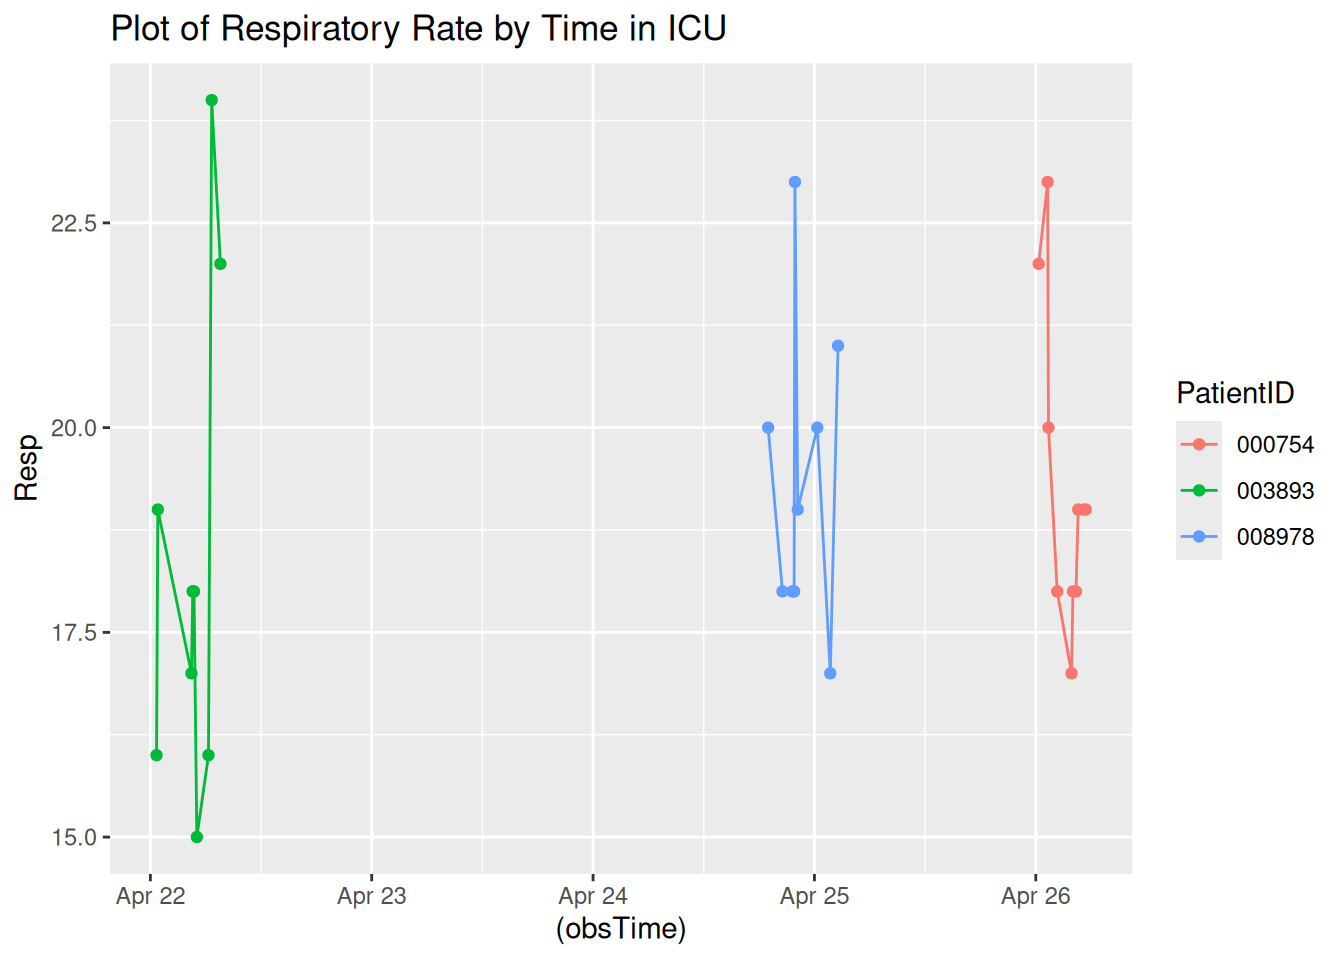 Plot of Respiratory Rate by Time in ICU
22.5
20.0
17.5
15.0
Resp
Apr 22 Apr 23 Apr 24 Apr 25 Apr 26
(obsTime)
PatientID
000754
003893
008978